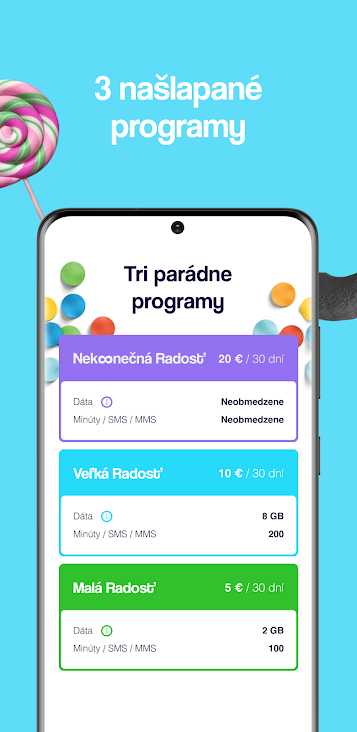 3 našlapané
programy
Tri parádne
programy
Nekonečná Radosť 20 € / 30 dní
Dáta Neobmedzene
Minúty / SMS / MMS Neobmedzene
Veľká Radosť 10 € / 30 dní
Dáta 8 GB
Minúty / SMS / MMS 200
Malá Radosť 5 € / 30 dní
Dáta 2 GB
Minúty / SMS / MMS 100